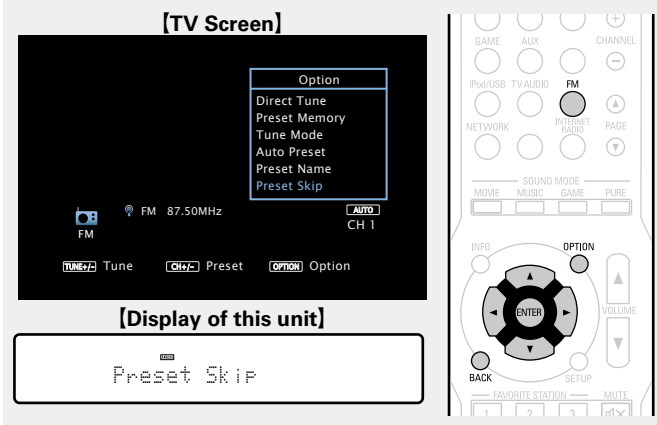 【TV Screen】
Option
Direct Tune
Preset Memory
Tune Mode
Auto Preset
Preset Name
Preset Skip
FM 87.50MHz
AUTO
CH 1
FM
TUNE+/- Tune CH+/- Preset OPTION Option
【Display of this unit】
Preset Skip
GAME AUX CHANNEL
iPod/USB TV AUDIO FM
NETWORK INTERNET RADIO PAGE
SOUND MODE
MOVIE MUSIC GAME PURE
INFO OPTION
ENTER VOLUME
BACK SETUP
FAVORITE STATION MUTE
1 2 3